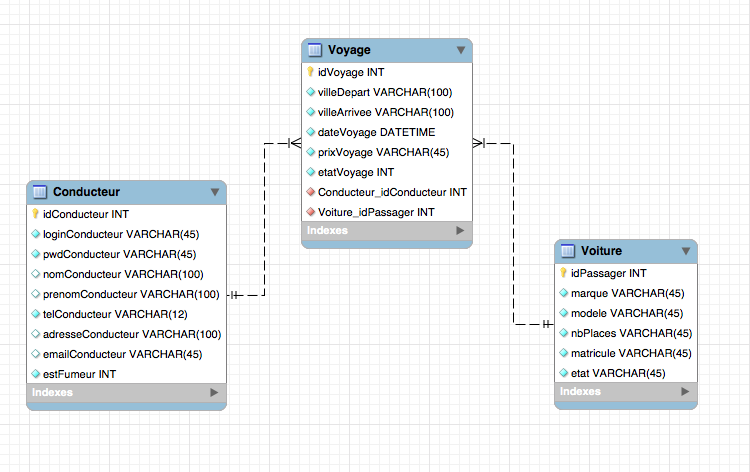 Voyage
idVoyage INT
villeDepart VARCHAR(100)
villeArrivee VARCHAR(100)
dateVoyage DATETIME
prixVoyage VARCHAR(45)
etatVoyage INT
Conducteur_idConducteur INT
Voiture_idPassager INT
Indexes
Conducteur
idConducteur INT
loginConducteur VARCHAR(45)
pwdConducteur VARCHAR(45)
nomConducteur VARCHAR(100)
prenomConducteur VARCHAR(100)
telConducteur VARCHAR(12)
adresseConducteur VARCHAR(100)
emailConducteur VARCHAR(45)
estFumeur INT
Indexes
Voiture
idPassager INT
marque VARCHAR(45)
modele VARCHAR(45)
nbPlaces VARCHAR(45)
matricule VARCHAR(45)
etat VARCHAR(45)
Indexes